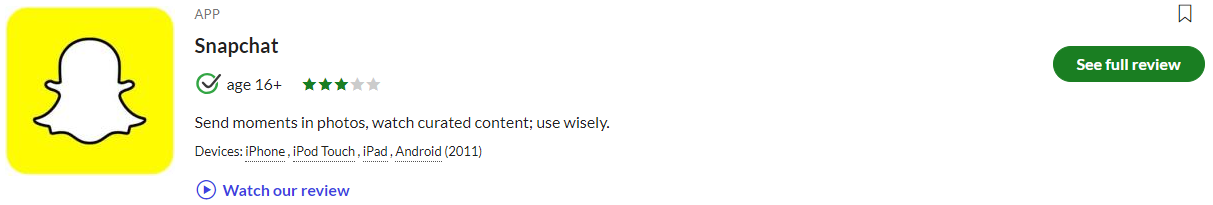 APP
Snapchat
See full review
age 16+
Send moments in photos, watch curated content; use wisely.
Devices: iPhone , iPod Touch , iPad , Android (2011)
Watch our review